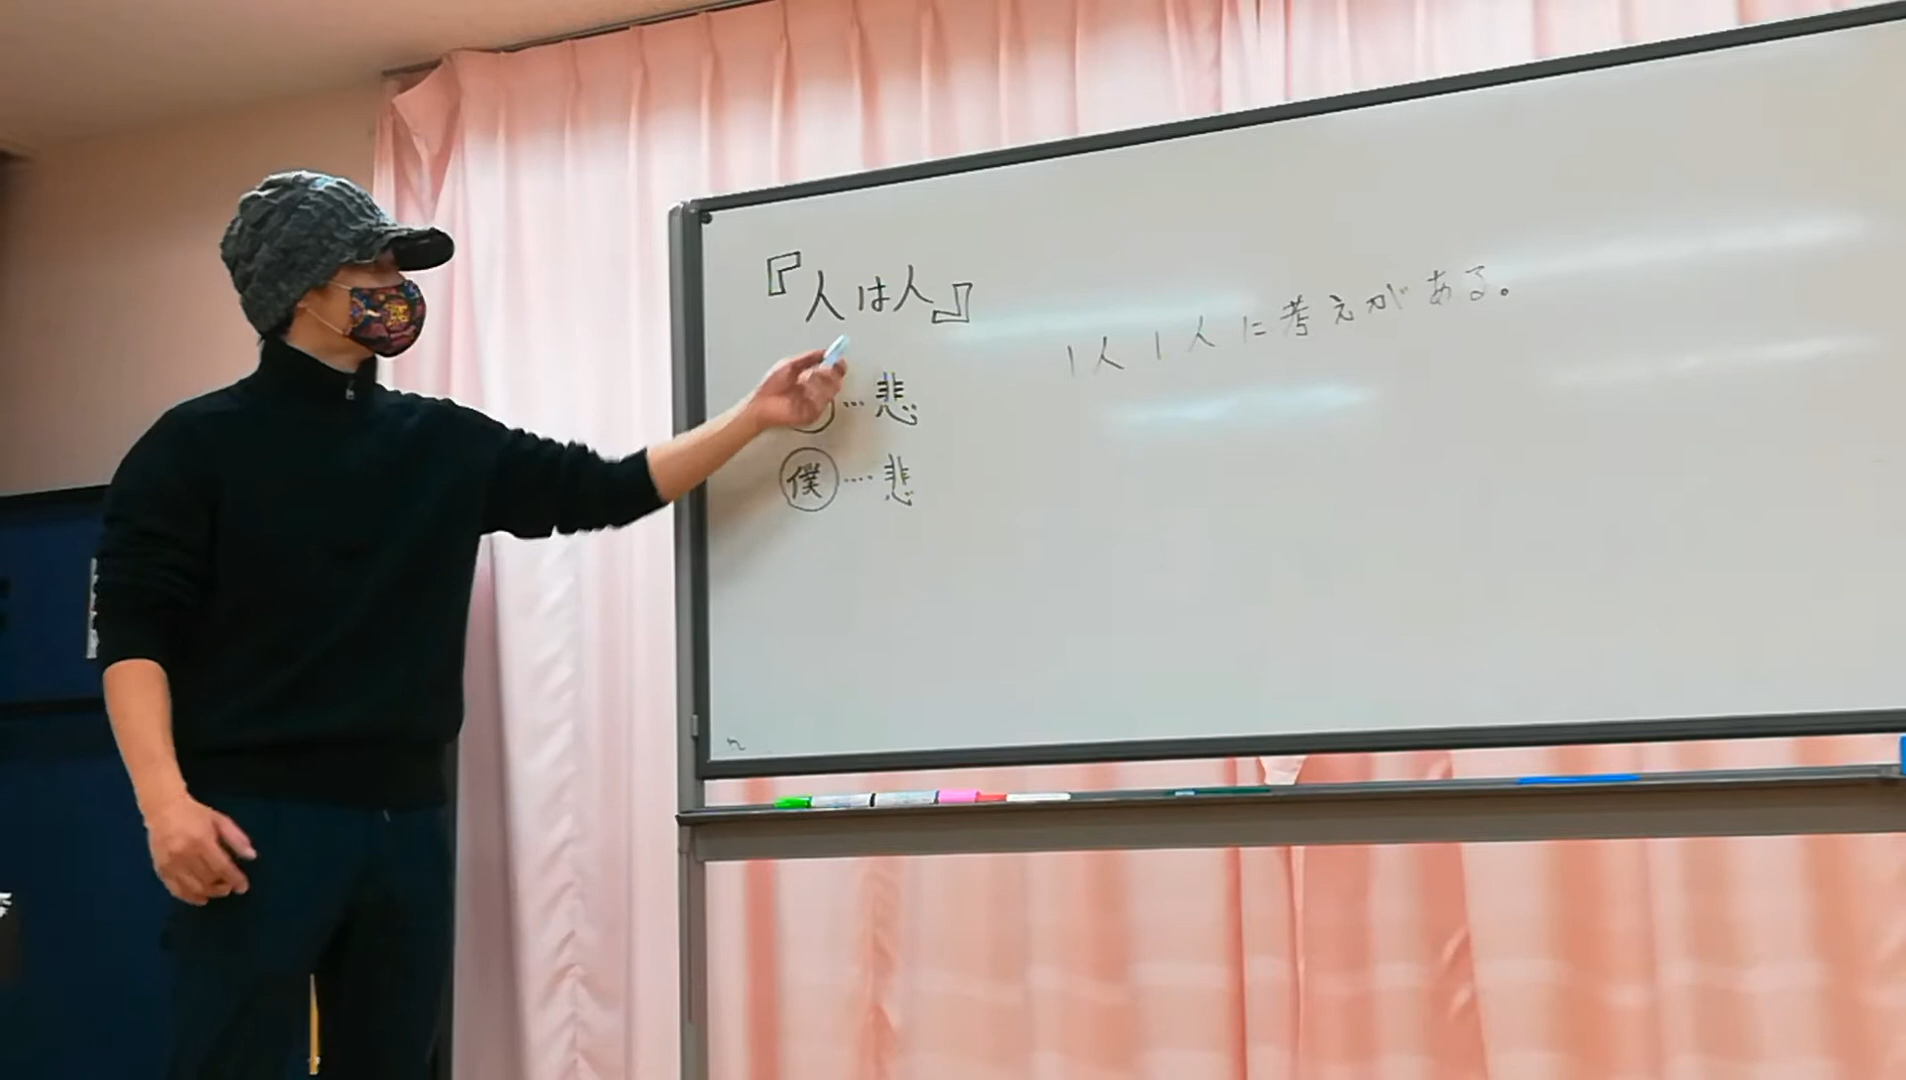 『人は人』
1人1人に考えがある。
…悲
僕…悲